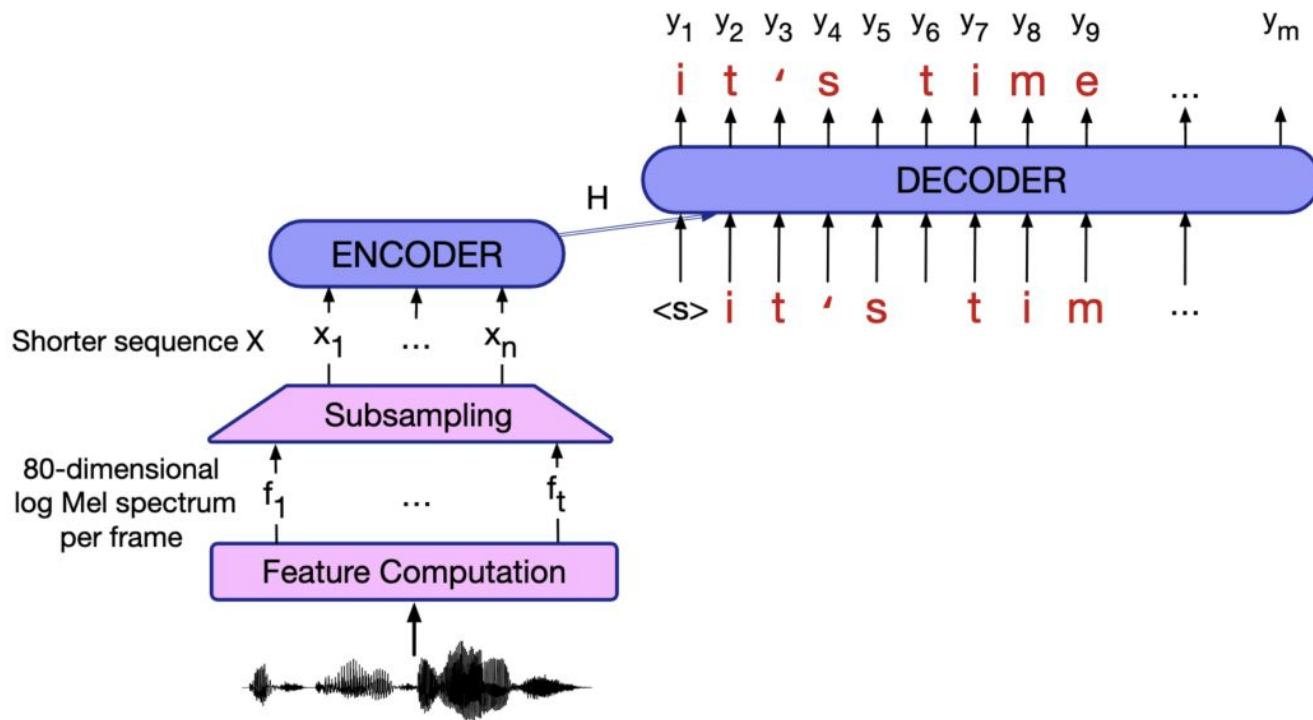 y1 y2 y3 y4 y5 y6 y7 y8 y9 ym
i t ‘ s t i m e ...
DECODER
H
ENCODER
<s> i t ‘ s t i m ...
Shorter sequence X x1 ... xn
Subsampling
80-dimensional
log Mel spectrum
per frame
f1 ... ft
Feature Computation